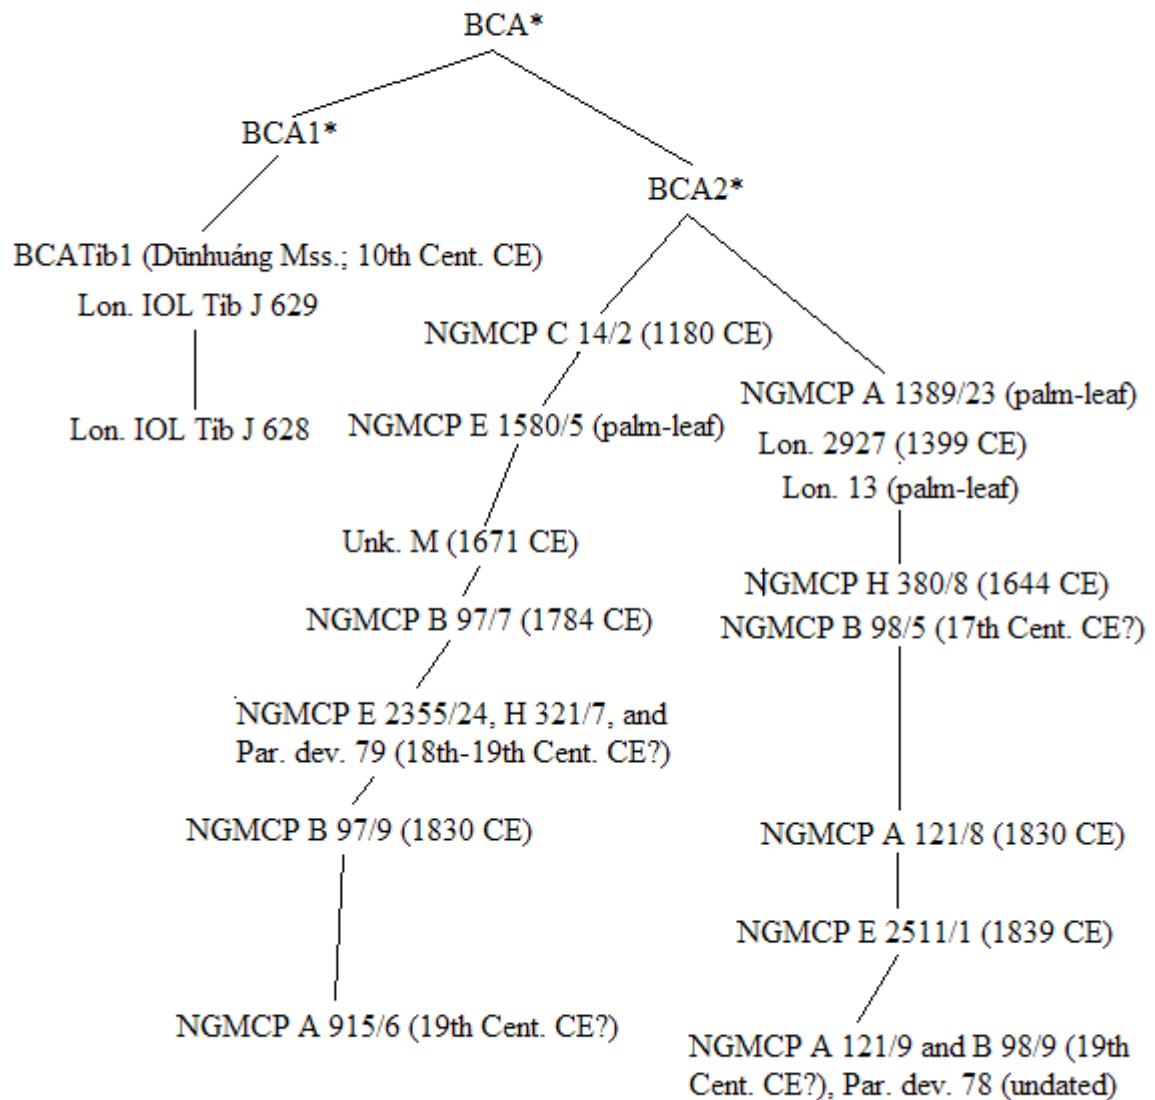 BCA*
BCA1*
BCA2*
BCATib1 (Dūnhuáng Mss.; 10th Cent. CE)
Lon. IOL Tib J 629
Lon. IOL Tib J 628
NGMCP C 14/2 (1180 CE)
NGMCP E 1580/5 (palm-leaf)
Unk. M (1671 CE)
NGMCP B 97/7 (1784 CE)
NGMCP E 2355/24, H 321/7, and
Par. dev. 79 (18th-19th Cent. CE?)
NGMCP B 97/9 (1830 CE)
NGMCP A 915/6 (19th Cent. CE?)
NGMCP A 1389/23 (palm-leaf)
Lon. 2927 (1399 CE)
Lon. 13 (palm-leaf)
NGMCP H 380/8 (1644 CE)
NGMCP B 98/5 (17th Cent. CE?)
NGMCP A 121/8 (1830 CE)
NGMCP E 2511/1 (1839 CE)
NGMCP A 121/9 and B 98/9 (19th
Cent. CE?), Par. dev. 78 (undated)